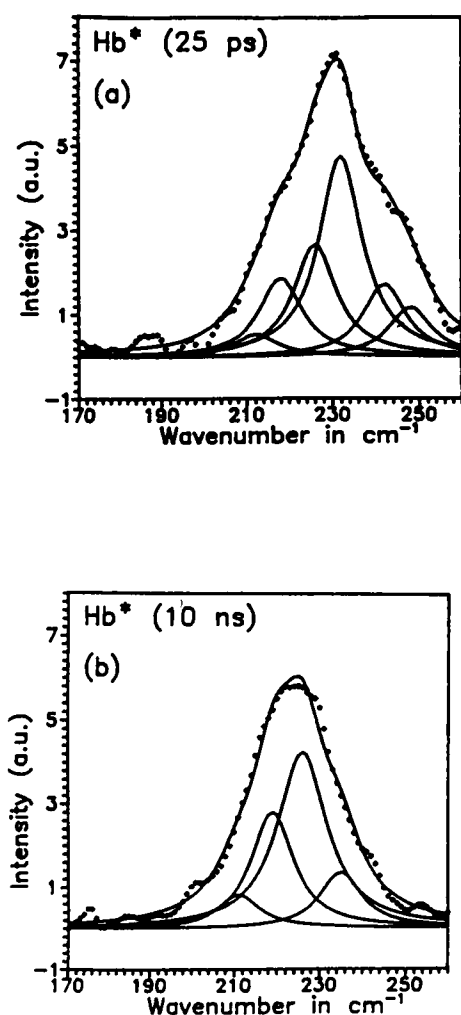 Hb* (25 ps)
(a)
Intensity (a.u.)
7
5
3
1
-1
170 190 210 230 250
Wavenumber in cm⁻¹
Hb* (10 ns)
(b)
Intensity (a.u.)
7
5
3
1
-1
170 190 210 230 250
Wavenumber in cm⁻¹